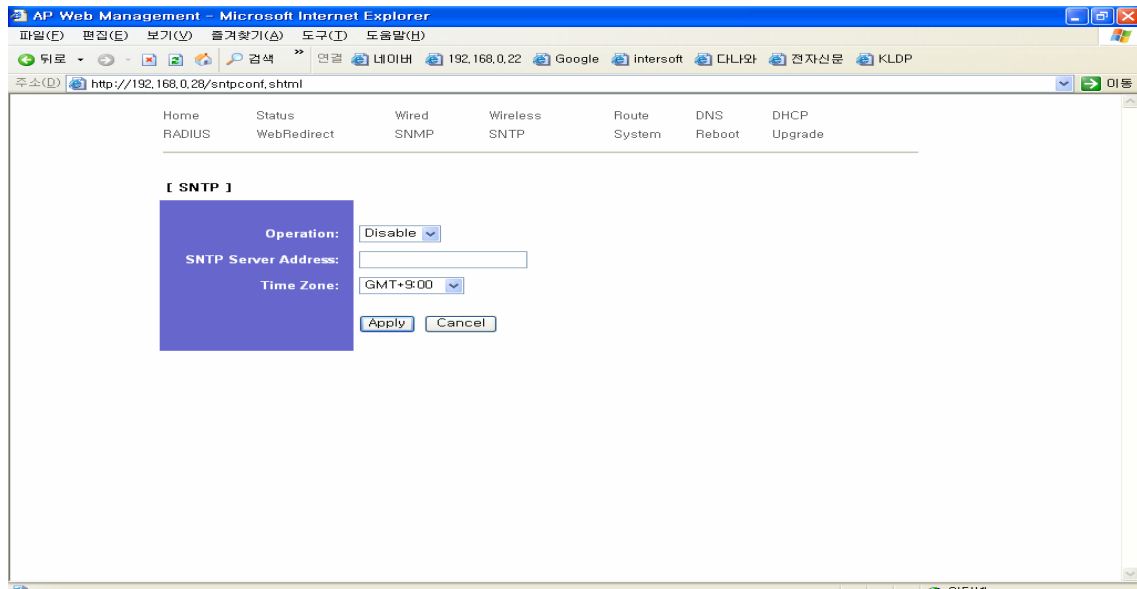 AP Web Management - Microsoft Internet Explorer
파일(F) 편집(E) 보기(V) 즐겨찾기(A) 도구(T) 도움말(H)
뒤로 검색 » 연결 네이버 192,168,0,22 Google intersoft 다나와 전자신문 KLDP
주소(D) http://192,168,0,28/sntpconf,shtml 이동
Home Status Wired Wireless Route DNS DHCP
RADIUS WebRedirect SNMP SNTP System Reboot Upgrade
[ SNTP ]
Operation: Disable
SNTP Server Address:
Time Zone: GMT+9:00
Apply Cancel